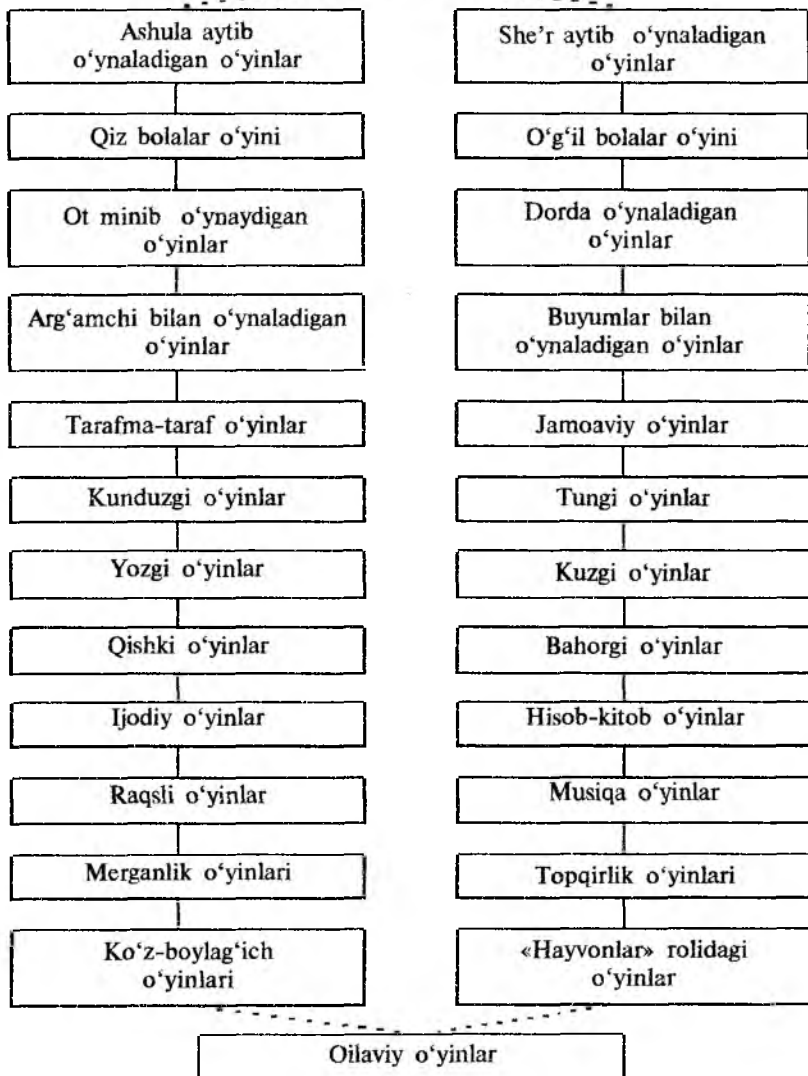 Ashula aytib
o‘ynaladigan o‘yinlar
She’r aytib o‘ynaladigan
o‘yinlar
Qiz bolalar o‘yini
O‘g‘il bolalar o‘yini
Ot minib o‘ynaydigan
o‘yinlar
Dorda o‘ynaladigan
o‘yinlar
Arg‘amchi bilan o‘ynaladigan
o‘yinlar
Buyumlar bilan
o‘ynaladigan o‘yinlar
Tarafma-taraf o‘yinlar
Jamoaviy o‘yinlar
Kunduzgi o‘yinlar
Tungi o‘yinlar
Yozgi o‘yinlar
Kuzgi o‘yinlar
Qishki o‘yinlar
Bahorgi o‘yinlar
Ijodiy o‘yinlar
Hisob-kitob o‘yinlar
Raqsli o‘yinlar
Musiqa o‘yinlar
Merganlik o‘yinlari
Topqirlik o‘yinlari
Ko‘z-boylag‘ich
o‘yinlari
«Hayvonlar» rolidagi
o‘yinlar
Oilaviy o‘yinlar